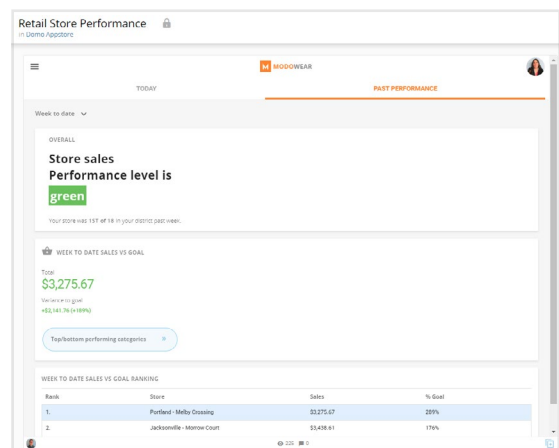 Retail Store Performance
in Domo Appstore
M MODOWEAR
TODAY
PAST PERFORMANCE
Week to date
OVERALL
Store sales
Performance level is
green
Your store was 1ST of 18 in your district past week.
WEEK TO DATE SALES VS GOAL
Total
$3,275.67
Variance to goal
+$2,141.76 (+189%)
Top/bottom performing categories
WEEK TO DATE SALES VS GOAL RANKING
Rank Store Sales % Goal
1. Portland - Melby Crossing $3,275.67 289%
2. Jacksonville - Morrow Court $3,438.61 176%
225 0